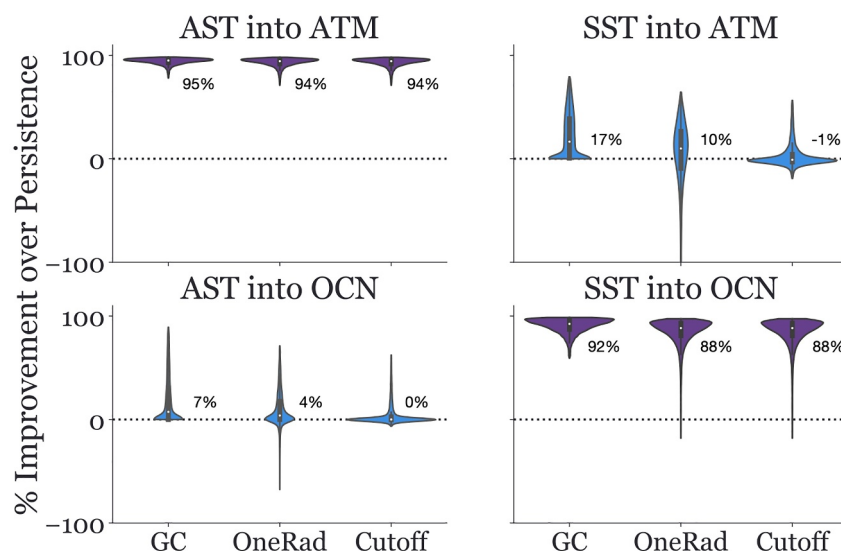 AST into ATM
SST into ATM
% Improvement over Persistence
100
0
−100
95%
94%
94%
17%
10%
-1%
AST into OCN
SST into OCN
100
0
−100
7%
4%
0%
92%
88%
88%
GC
OneRad
Cutoff
GC
OneRad
Cutoff